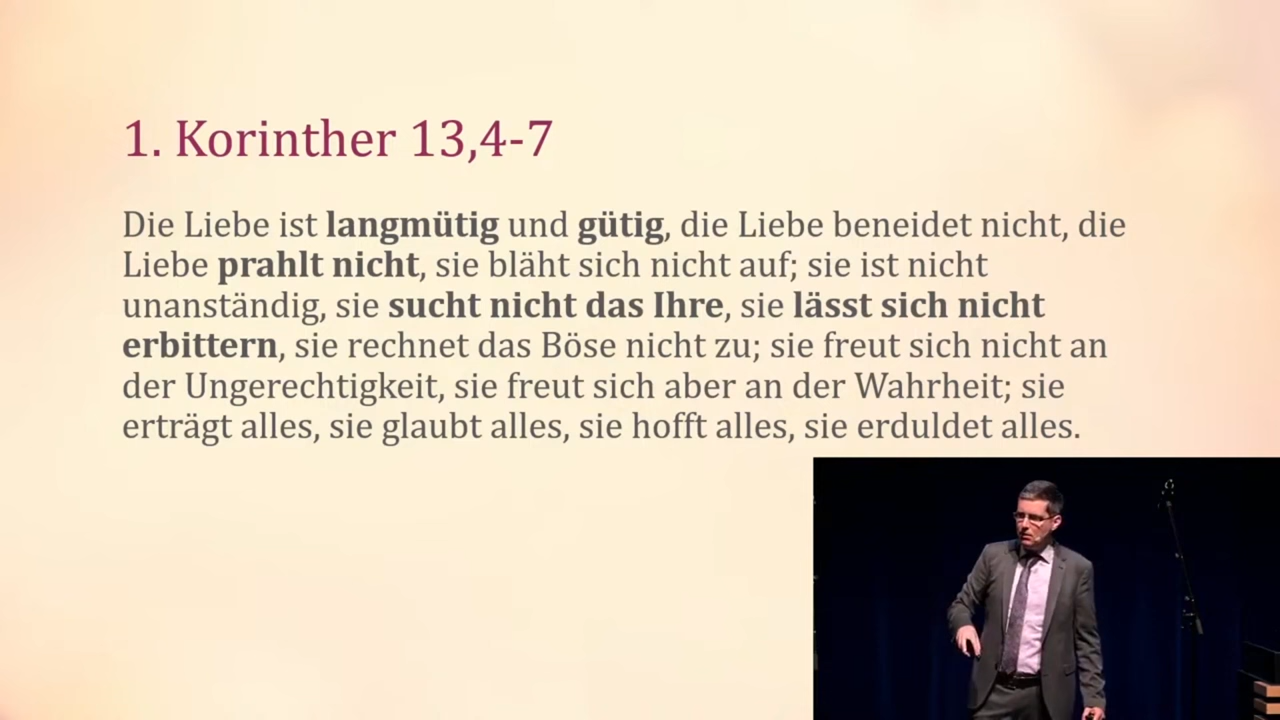 1. Korinther 13,4-7
Die Liebe ist langmütig und gütig, die Liebe beneidet nicht, die
Liebe prahlt nicht, sie bläht sich nicht auf; sie ist nicht
unanständig, sie sucht nicht das Ihre, sie lässt sich nicht
erbittern, sie rechnet das Böse nicht zu; sie freut sich nicht an
der Ungerechtigkeit, sie freut sich aber an der Wahrheit; sie
erträgt alles, sie glaubt alles, sie hofft alles, sie erduldet alles.